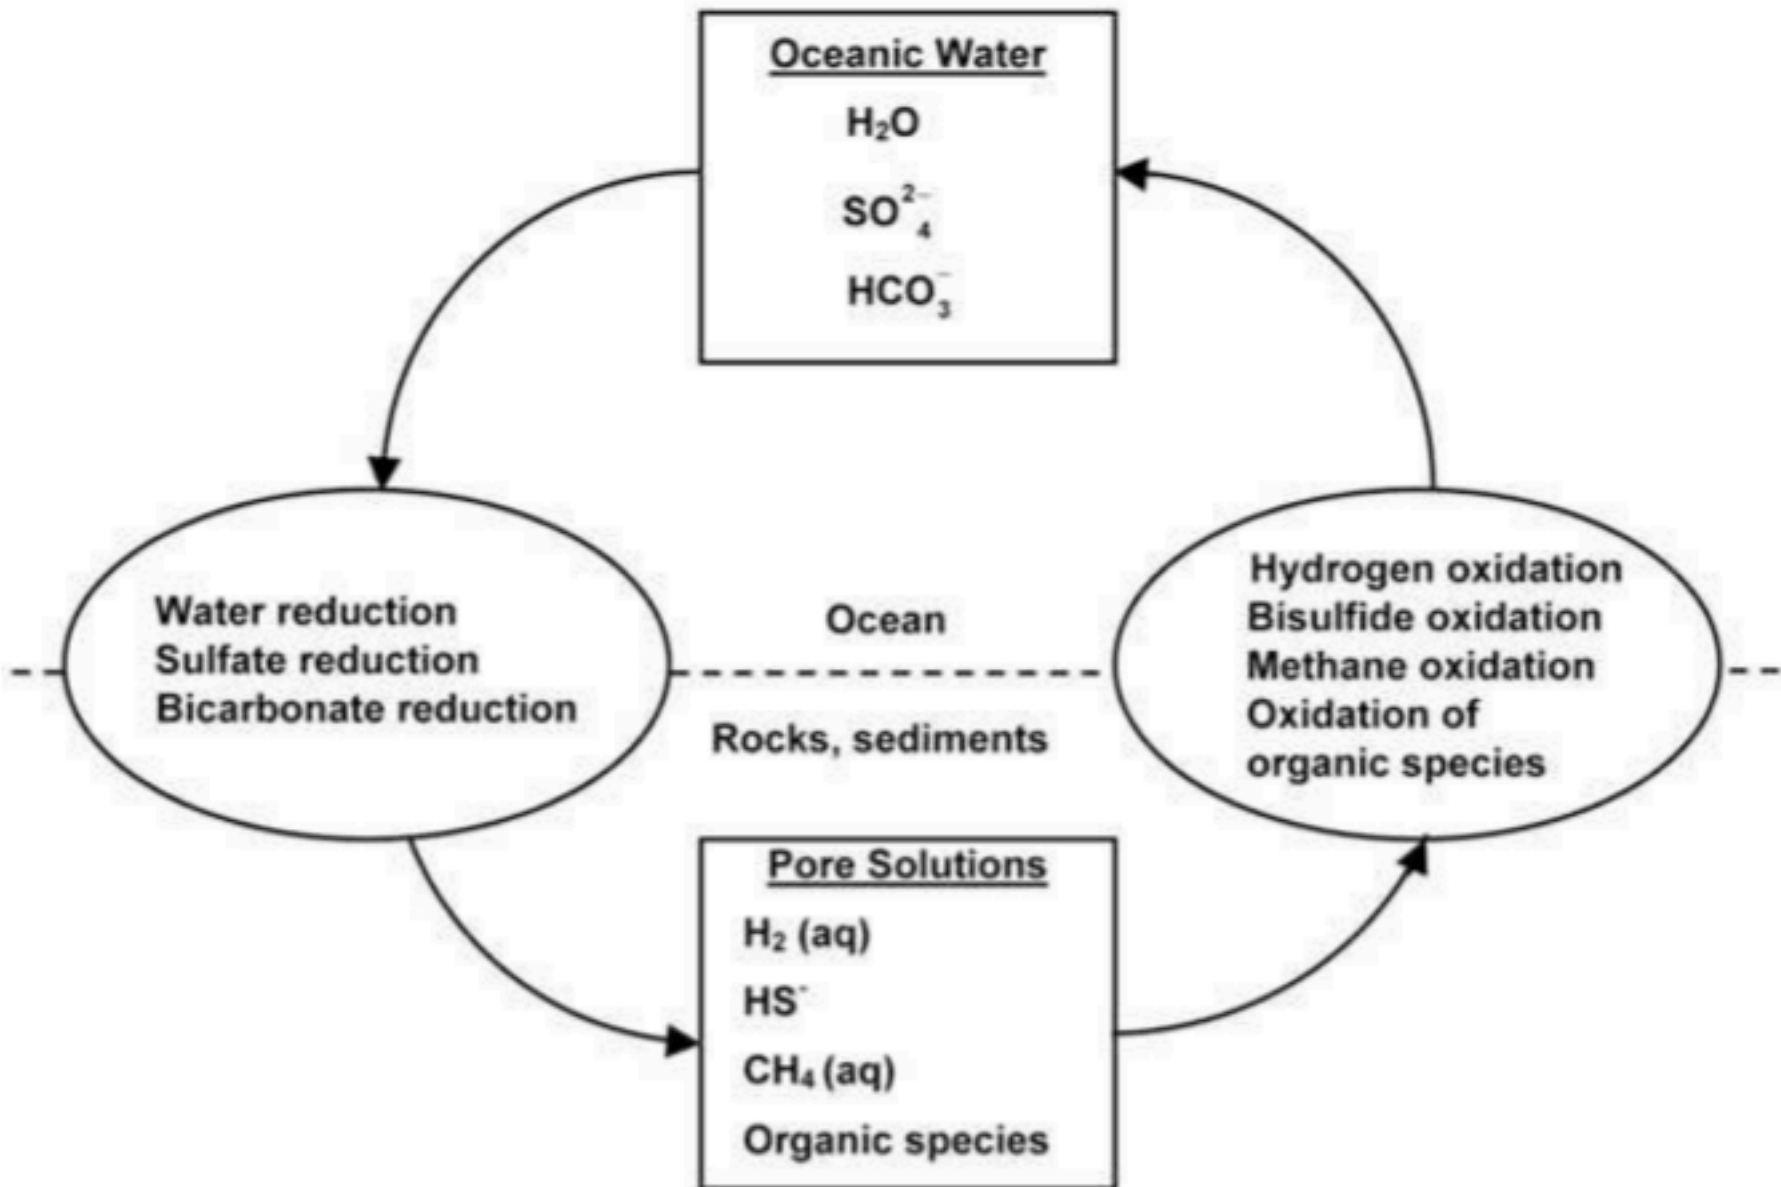 Oceanic Water
H₂O
SO₄²⁻
HCO₃⁻
Water reduction
Sulfate reduction
Bicarbonate reduction
Ocean
Rocks, sediments
Hydrogen oxidation
Bisulfide oxidation
Methane oxidation
Oxidation of
organic species
Pore Solutions
H₂ (aq)
HS⁻
CH₄ (aq)
Organic species